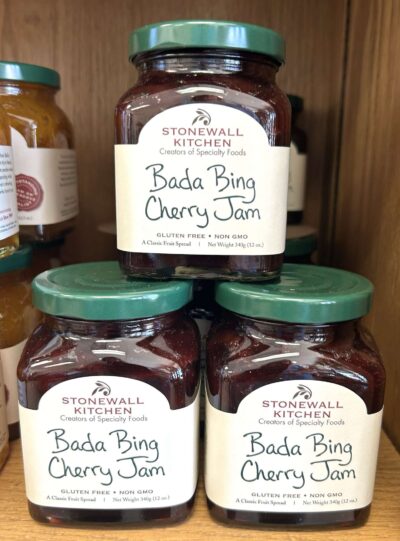 STONEWALL
KITCHEN
Creators of Specialty Foods
Bada Bing
Cherry Jam
GLUTEN FREE • NON GMO
A Classic Fruit Spread | Net Weight 340g (12 oz.)
STONEWALL
KITCHEN
Creators of Specialty Foods
Bada Bing
Cherry Jam
GLUTEN FREE • NON GMO
A Classic Fruit Spread | Net Weight 340g (12 oz.)
STONEWALL
KITCHEN
Creators of Specialty Foods
Bada Bing
Cherry Jam
GLUTEN FREE • NON GMO
A Classic Fruit Spread | Net Weight 340g (12 oz.)